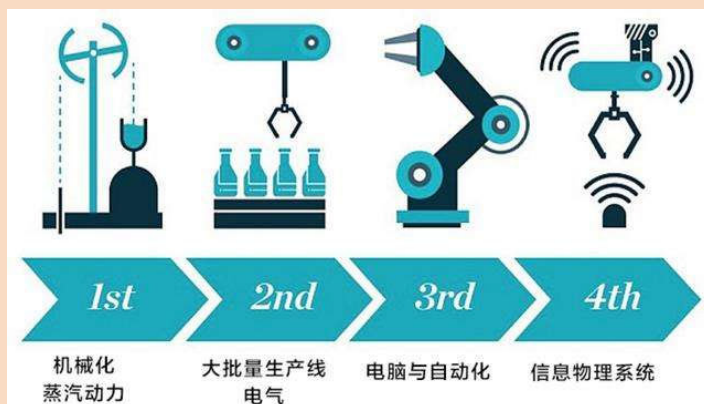 1st
2nd
3rd
4th
机械化
蒸汽动力
大批量生产线
电气
电脑与自动化
信息物理系统